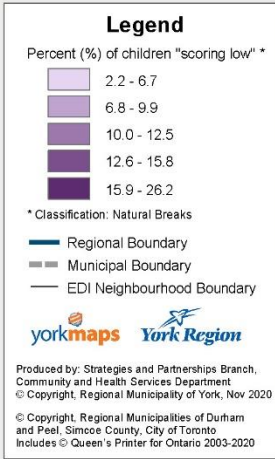 Legend
Percent (%) of children "scoring low" *
2.2 - 6.7
6.8 - 9.9
10.0 - 12.5
12.6 - 15.8
15.9 - 26.2
* Classification: Natural Breaks
Regional Boundary
Municipal Boundary
EDI Neighbourhood Boundary
yorkmaps York Region
Produced by: Strategies and Partnerships Branch,
Community and Health Services Department
© Copyright, Regional Municipality of York, Nov 2020
© Copyright, Regional Municipalities of Durham
and Peel, Simcoe County, City of Toronto
Includes © Queen's Printer for Ontario 2003-2020